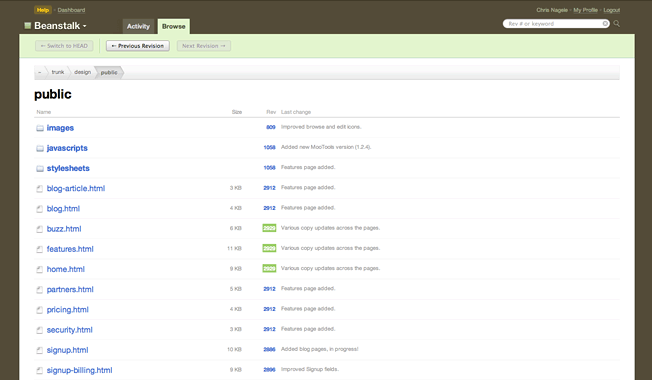 Help · Dashboard
Chris Nagele · My Profile · Logout
Beanstalk
Activity
Browse
Rev # or keyword
← Switch to HEAD
← Previous Revision
Next Revision →
trunk
design
public
public
Name Size Rev Last change
images 809 Improved browse and edit icons.
javascripts 1058 Added new MooTools version (1.2.4).
stylesheets 1058 Features page added.
blog-article.html 3 KB 2912 Features page added.
blog.html 4 KB 2912 Features page added.
buzz.html 6 KB 2929 Various copy updates across the pages.
features.html 11 KB 2929 Various copy updates across the pages.
home.html 9 KB 2929 Various copy updates across the pages.
partners.html 5 KB 2912 Features page added.
pricing.html 4 KB 2912 Features page added.
security.html 3 KB 2912 Features page added.
signup.html 10 KB 2886 Added blog pages, in progress!
signup-billing.html 9 KB 2896 Improved Signup fields.